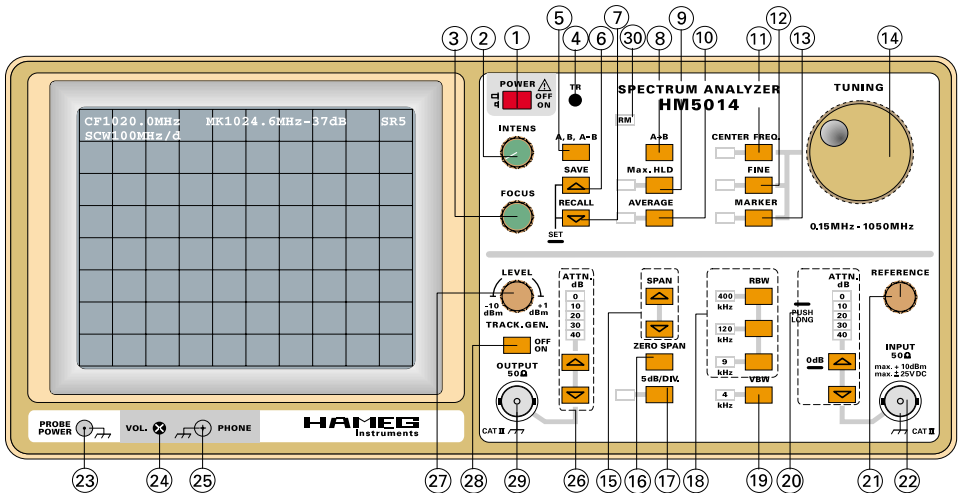 5 7 9 12
3 2 1 4 6 30 8 10 11 13 14
POWER
OFF
ON
TR
SPECTRUM ANALYZER
HM5014
RM
TUNING
CF1020.0MHz MK1024.6MHz-37dB SR5
SCW100MHz/d
INTENS
A, B, A-B
A→B
CENTER FREQ.
SAVE
Max. HLD
FINE
FOCUS
RECALL
AVERAGE
MARKER
SET
0.15MHz - 1050MHz
LEVEL
-10
dBm
+1
dBm
TRACK. GEN.
OFF
ON
OUTPUT
50Ω
CAT II
ATTN.
dB
0
10
20
30
40
SPAN
ZERO SPAN
5dB/DIV.
RBW
400
kHz
120
kHz
9
kHz
VBW
4
kHz
PUSH
LONG
0dB
ATTN.
dB
0
10
20
30
40
REFERENCE
INPUT
50Ω
max. + 10dBm
max. ± 25V DC
CAT II
PROBE
POWER
VOL.
PHONE
HAMEG
Instruments
23 24 25 27 28 29 26 15 16 17 18 19 20 21 22